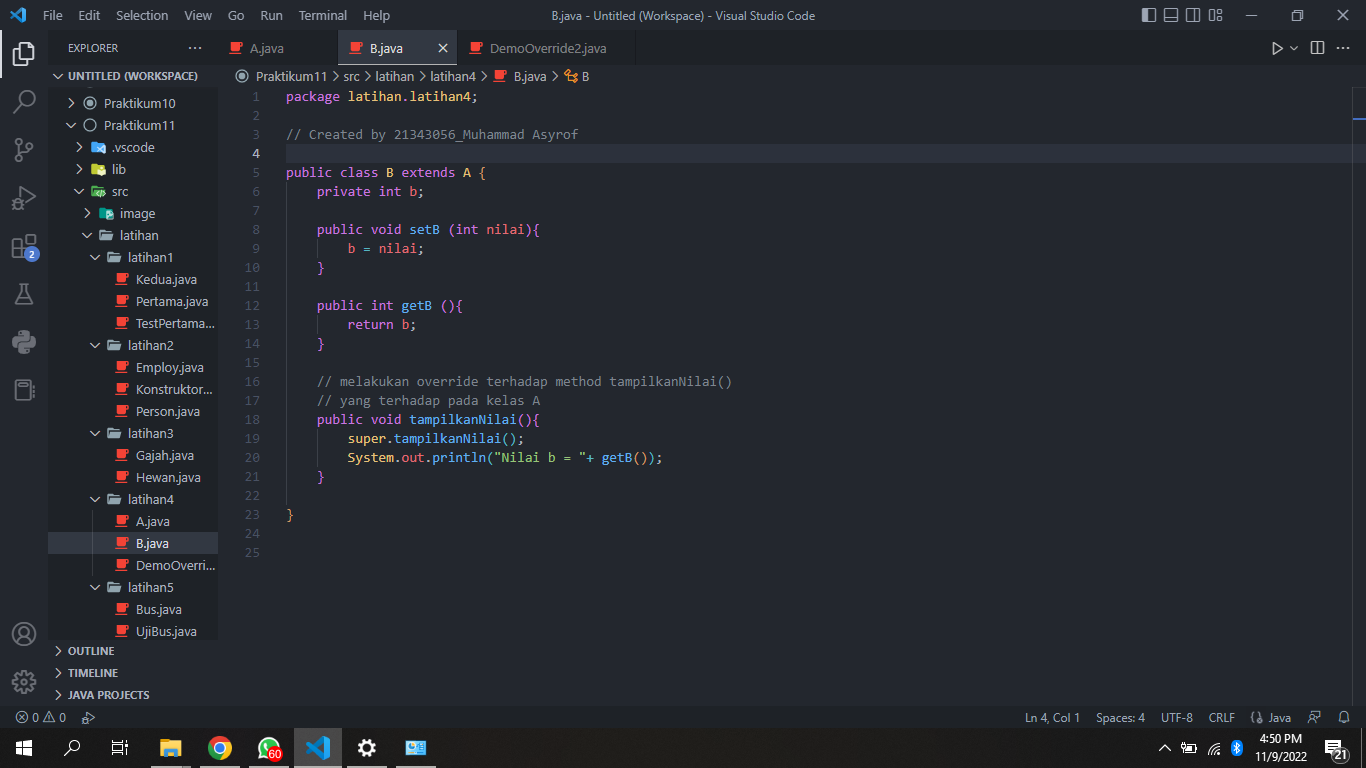 File Edit Selection View Go Run Terminal Help B.java - Untitled (Workspace) - Visual Studio Code
EXPLORER ··· A.java B.java DemoOverride2.java
UNTITLED (WORKSPACE) Praktikum11 > src > latihan > latihan4 > B.java > B
Praktikum10
Praktikum11
.vscode
lib
src
image
latihan
latihan1
Kedua.java
Pertama.java
TestPertama...
latihan2
Employ.java
Konstruktor...
Person.java
latihan3
Gajah.java
Hewan.java
latihan4
A.java
B.java
DemoOverri...
latihan5
Bus.java
UjiBus.java
OUTLINE
TIMELINE
JAVA PROJECTS
2
1 package latihan.latihan4;
2
3 // Created by 21343056_Muhammad Asyrof
4
5 public class B extends A {
6 private int b;
7
8 public void setB (int nilai){
9 b = nilai;
10 }
11
12 public int getB (){
13 return b;
14 }
15
16 // melakukan override terhadap method tampilkanNilai()
17 // yang terhadap pada kelas A
18 public void tampilkanNilai(){
19 super.tampilkanNilai();
20 System.out.println("Nilai b = "+ getB());
21 }
22
23 }
24
25
0 0 Ln 4, Col 1 Spaces: 4 UTF-8 CRLF {} Java
60 4:50 PM
11/9/2022 21